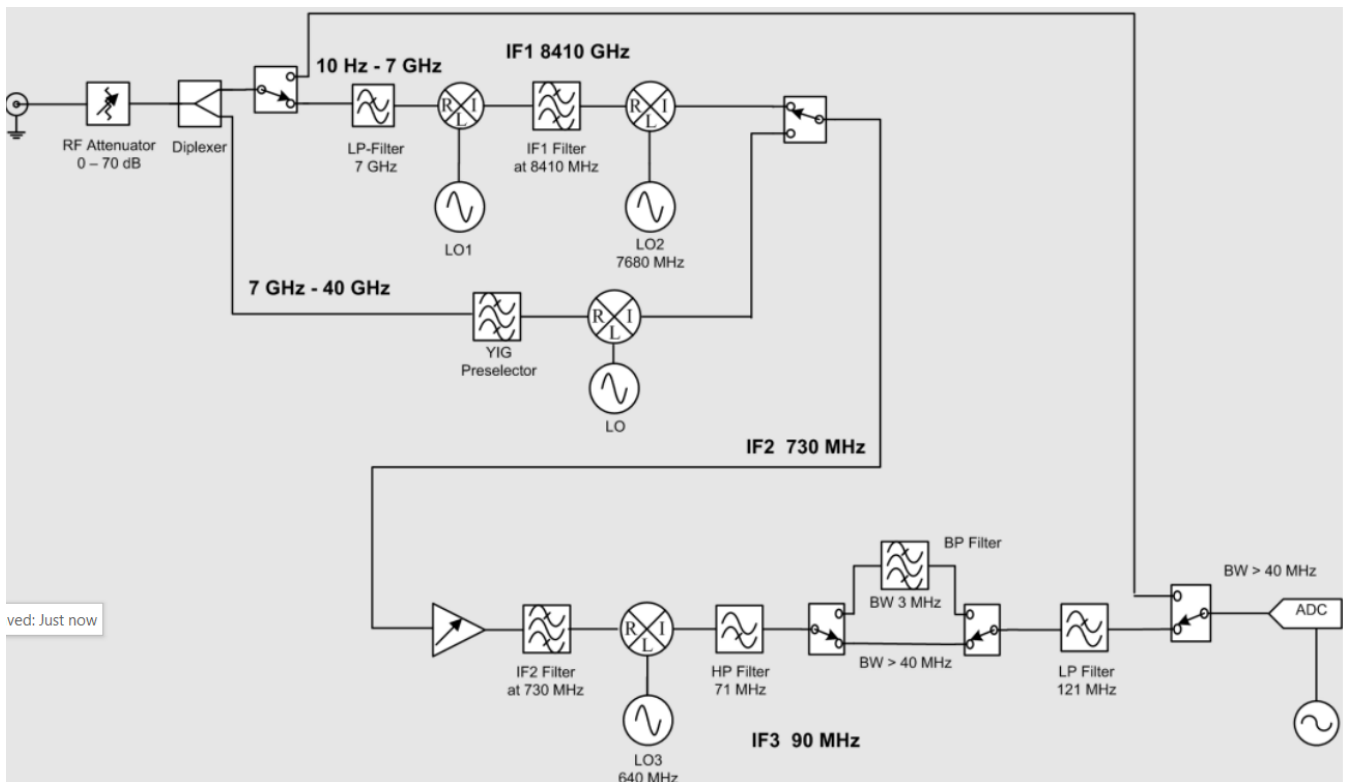 IF1 8410 GHz
10 Hz - 7 GHz
RF Attenuator
0 – 70 dB
Diplexer
LP-Filter
7 GHz
R I
L
IF1 Filter
at 8410 MHz
R I
L
LO1
LO2
7680 MHz
7 GHz - 40 GHz
R I
L
YIG
Preselector
LO
IF2 730 MHz
BP Filter
BW 3 MHz
BW > 40 MHz
ADC
ved: Just now
R I
L
IF2 Filter
at 730 MHz
HP Filter
71 MHz
BW > 40 MHz
LP Filter
121 MHz
IF3 90 MHz
LO3
640 MHz